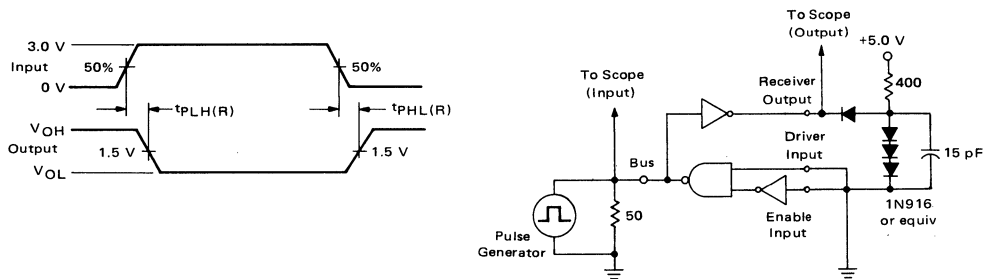 3.0 V
Input
50%
50%
0 V
tPLH(R)
tPHL(R)
VOH
Output
1.5 V
1.5 V
VOL
To Scope
(Output)
+5.0 V
400
To Scope
(Input)
Receiver
Output
Driver
Input
15 pF
Bus
50
1N916
or equiv
Enable
Input
Pulse
Generator